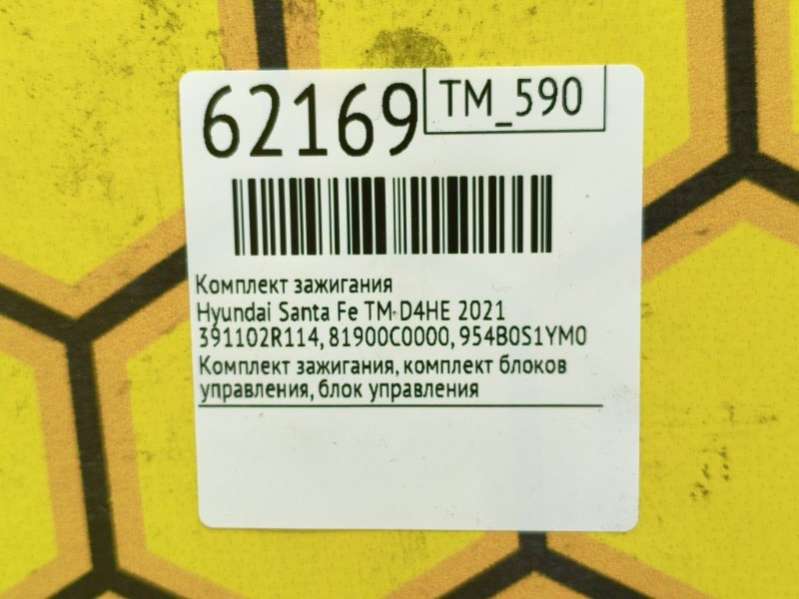 62169
TM_590
Комплект зажигания
Hyundai Santa Fe TM D4HE 2021
391102R114, 81900C0000, 954B0S1YM0
Комплект зажигания, комплект блоков
управления, блок управления